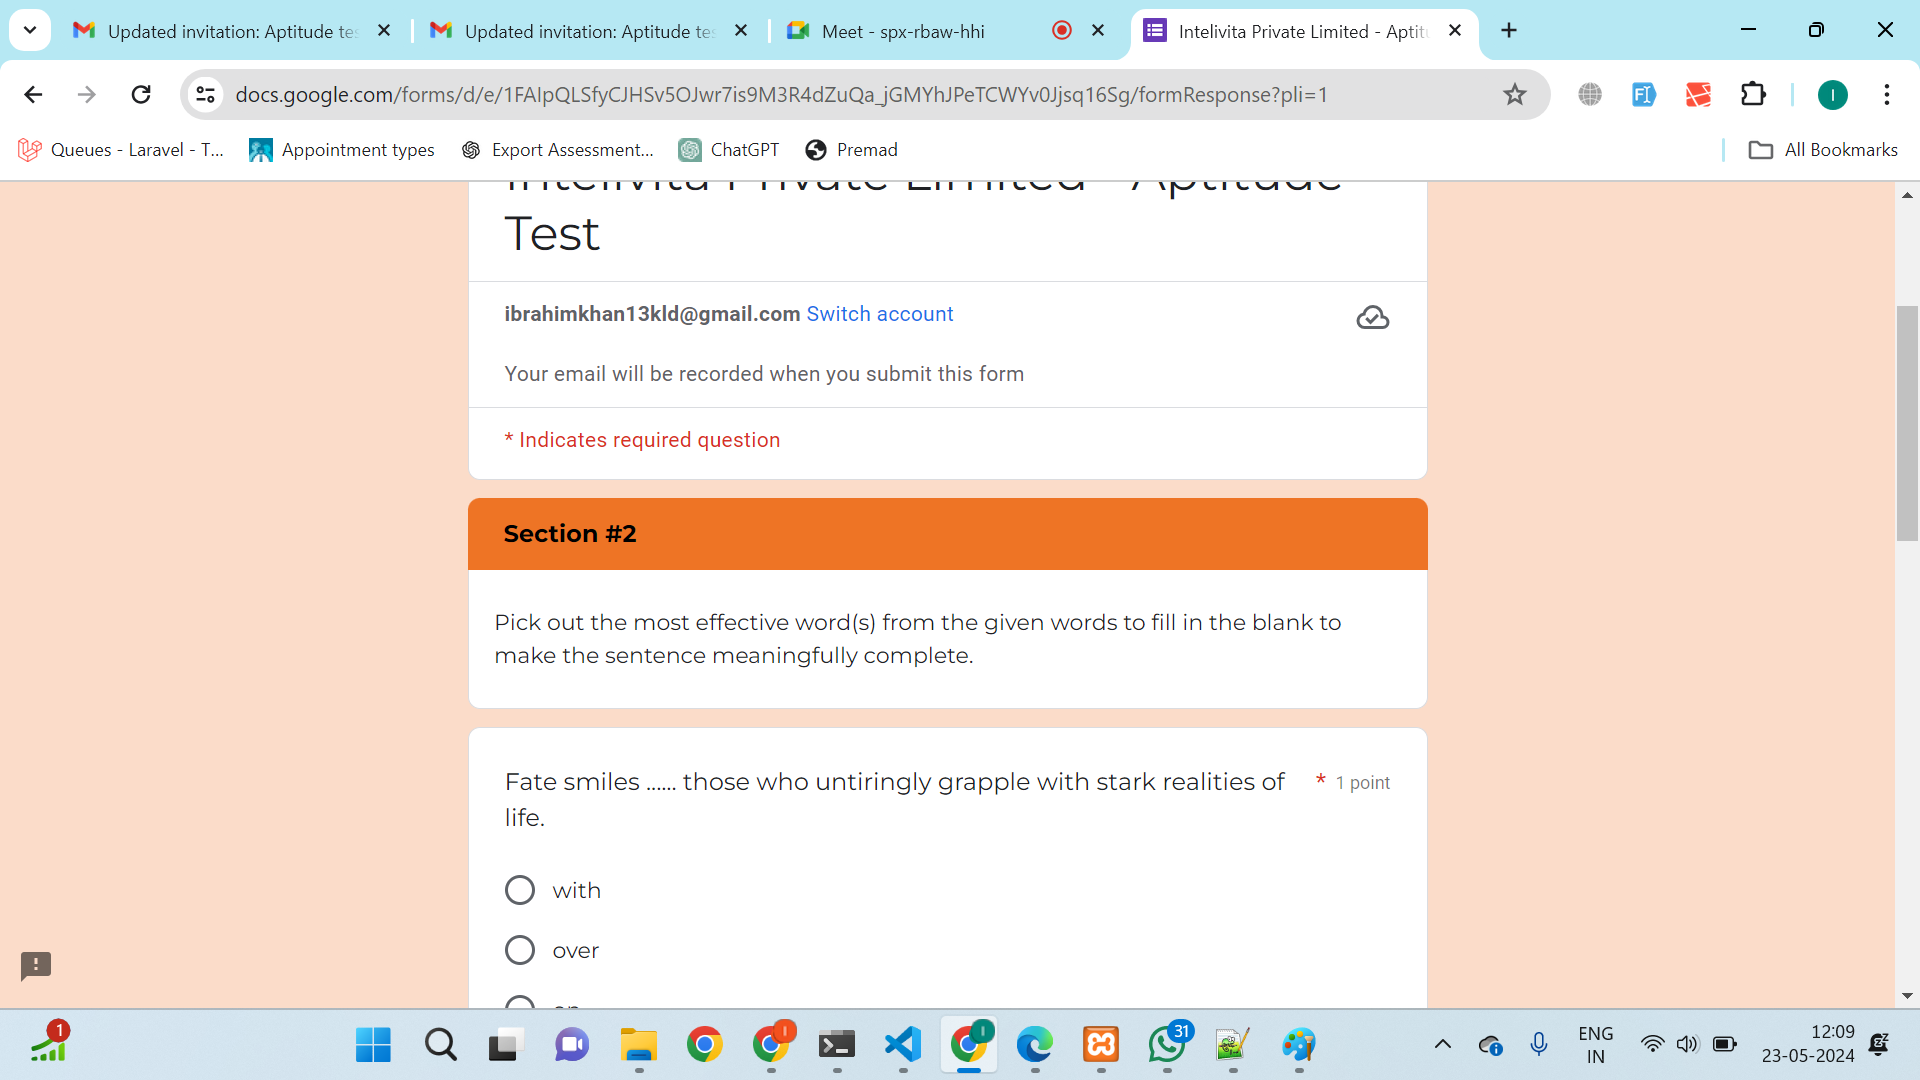 Updated invitation: Aptitude te
Updated invitation: Aptitude te
Meet - spx-rbaw-hhi
Intelivita Private Limited - Aptit
docs.google.com/forms/d/e/1FAIpQLSfyCJHSv5OJwr7is9M3R4dZuQa_jGMYhJPeTCWYv0Jjsq16Sg/formResponse?pli=1
I
Queues - Laravel - T...
Appointment types
Export Assessment...
ChatGPT
Premad
All Bookmarks
Intelivita Private Limited - Aptitude
Test
ibrahimkhan13kld@gmail.com Switch account
Your email will be recorded when you submit this form
* Indicates required question
Section #2
Pick out the most effective word(s) from the given words to fill in the blank to
make the sentence meaningfully complete.
Fate smiles ...... those who untiringly grapple with stark realities of
life.
* 1 point
with
over
1
31
ENG
IN
12:09
23-05-2024